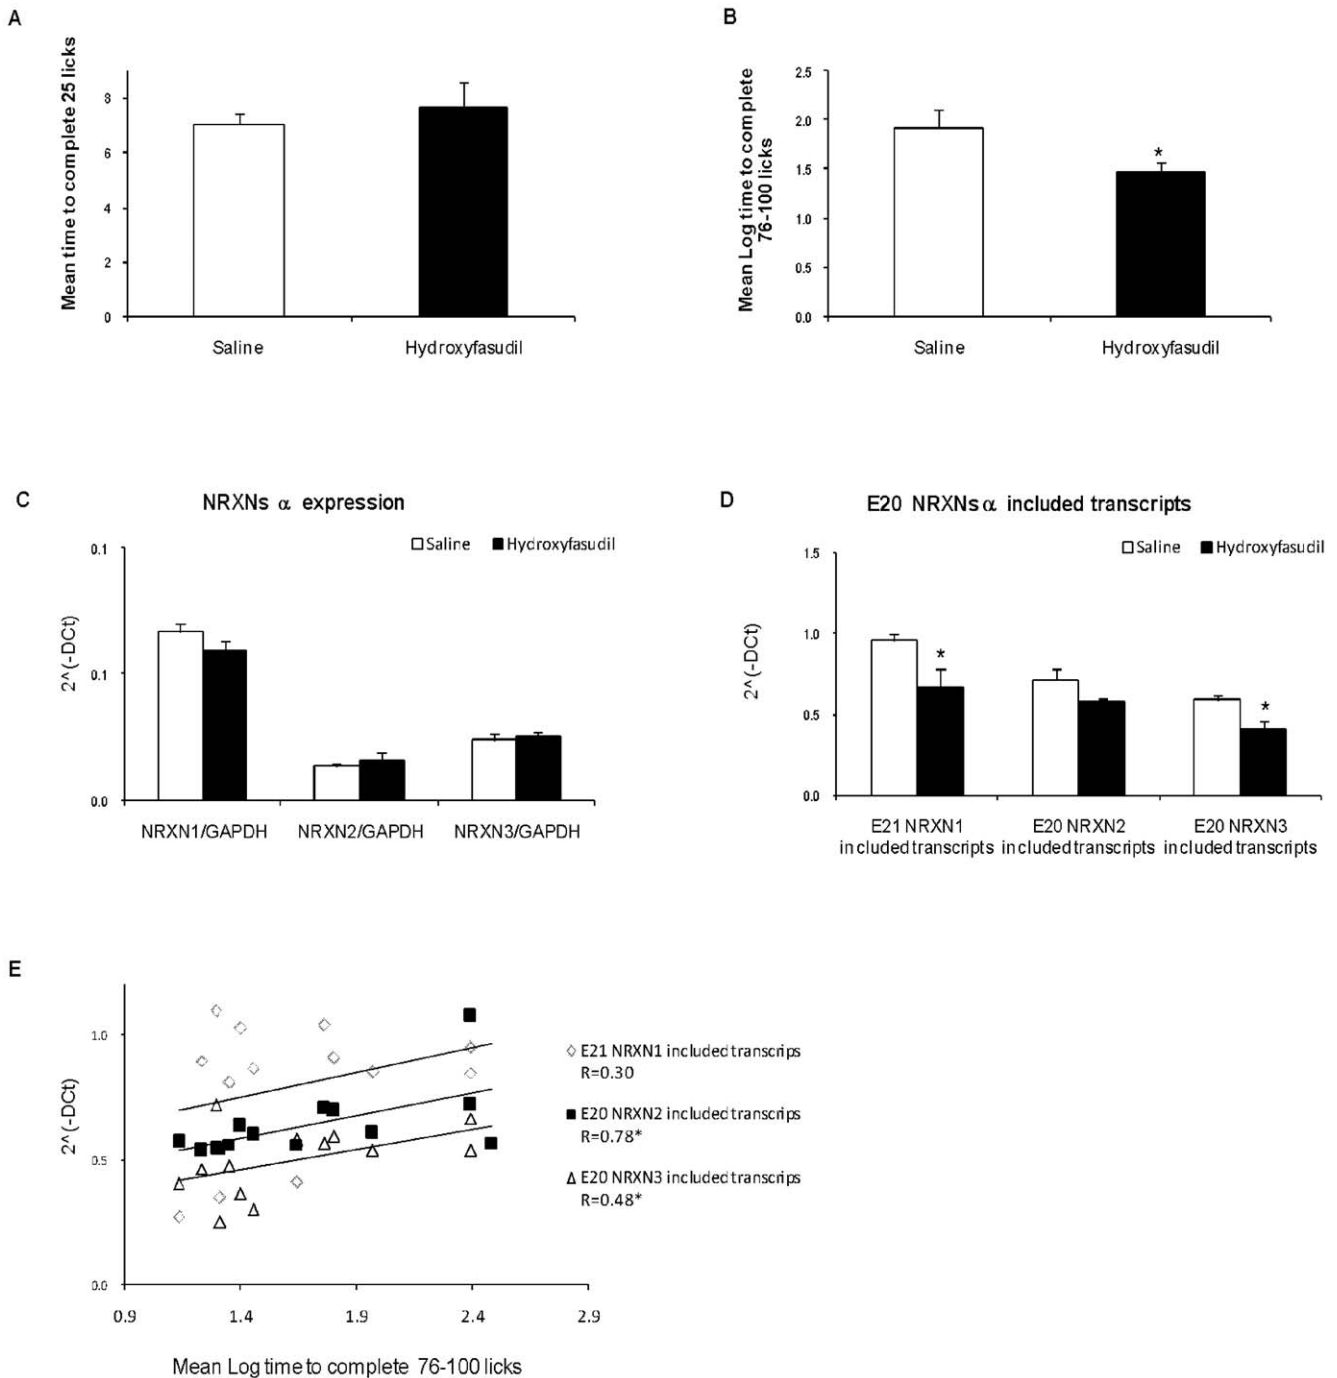 A
Mean time to complete 25 licks
8
6
4
2
0
Saline
Hydroxyfasudil
B
Mean Log time to complete
76-100 licks
2.5
2.0
1.5
1.0
0.5
0.0
*
Saline
Hydroxyfasudil
C
NRXNs α expression
Saline
Hydroxyfasudil
2^(-DCt)
0.1
0.1
0.0
NRXN1/GAPDH
NRXN2/GAPDH
NRXN3/GAPDH
D
E20 NRXNs α included transcripts
Saline
Hydroxyfasudil
2^(-DCt)
1.5
1.0
0.5
0.0
*
*
E21 NRXN1
included transcripts
E20 NRXN2
included transcripts
E20 NRXN3
included transcripts
E
2^(-DCt)
1.0
0.5
0.0
0.9
1.4
1.9
2.4
2.9
Mean Log time to complete 76-100 licks
E21 NRXN1 included transcrips
R=0.30
E20 NRXN2 included transcrips
R=0.78*
E20 NRXN3 included transcrips
R=0.48*